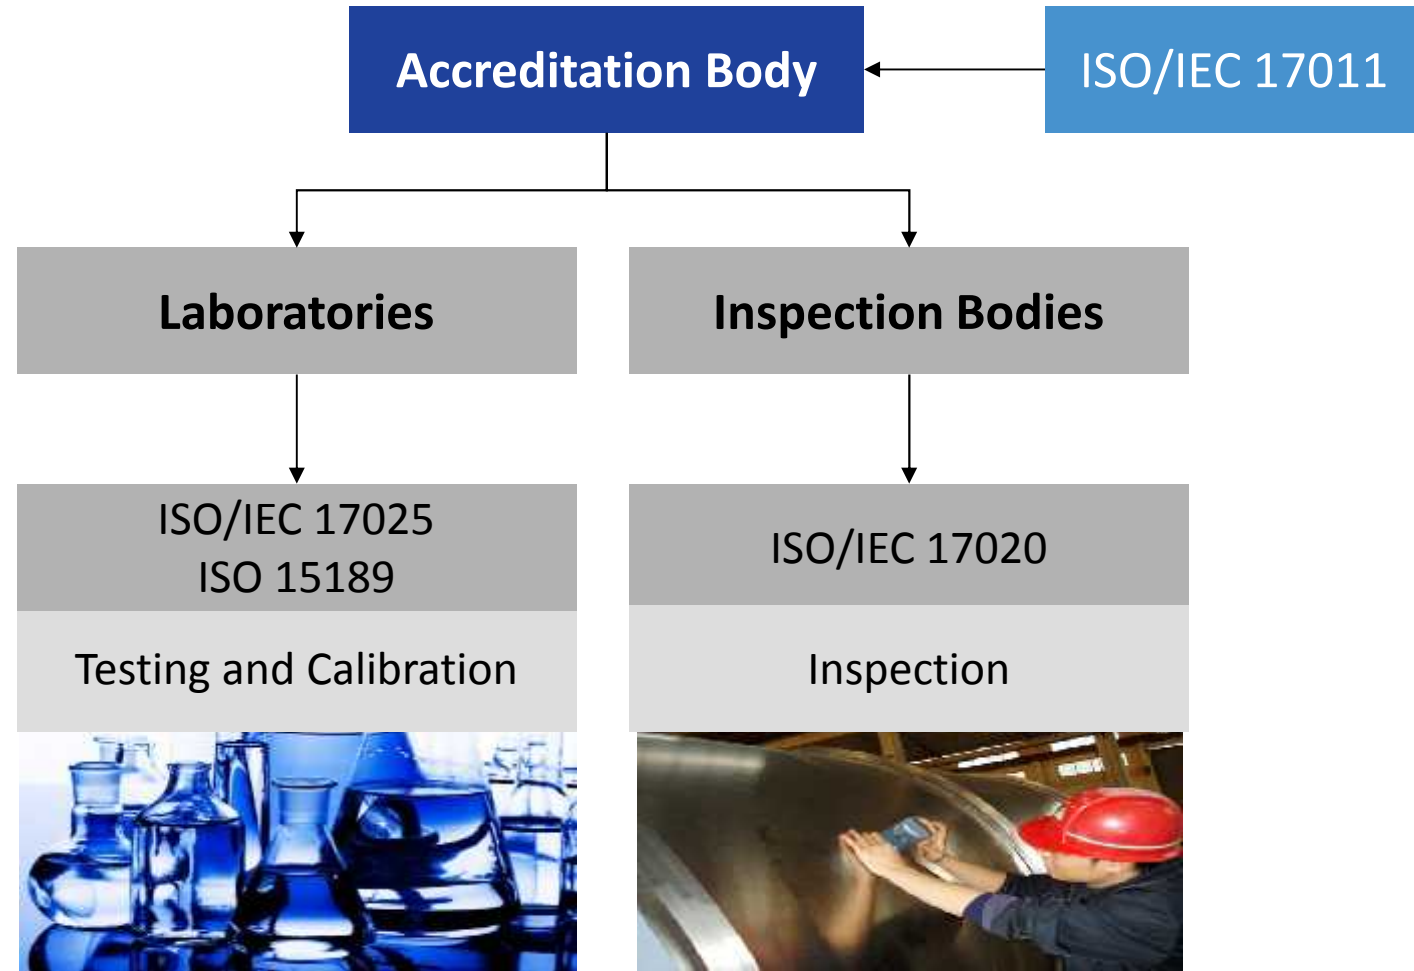 Accreditation Body
ISO/IEC 17011
Laboratories
Inspection Bodies
ISO/IEC 17025
ISO 15189
ISO/IEC 17020
Testing and Calibration
Inspection